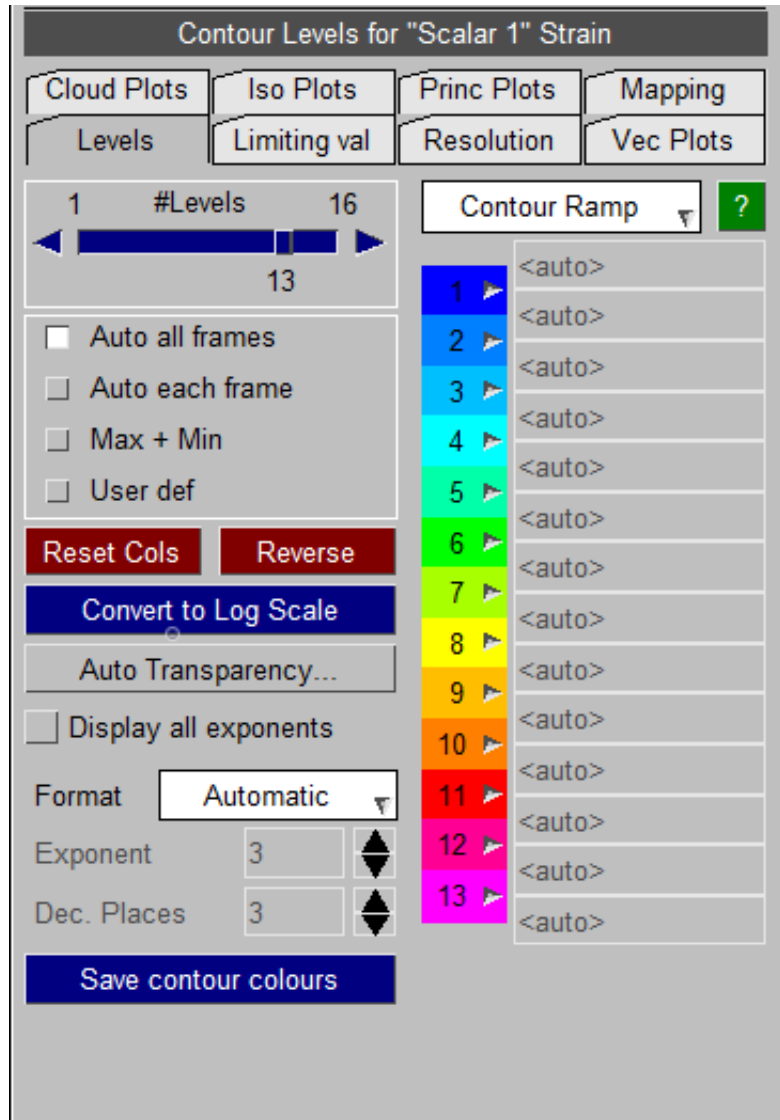 Contour Levels for "Scalar 1" Strain
Cloud Plots Iso Plots Princ Plots Mapping
Levels Limiting val Resolution Vec Plots
1 #Levels 16
13
Auto all frames
Auto each frame
Max + Min
User def
Reset Cols Reverse
Convert to Log Scale
Auto Transparency...
Display all exponents
Format Automatic
Exponent 3
Dec. Places 3
Save contour colours
Contour Ramp ?
<auto>
1
<auto>
2
<auto>
3
<auto>
4
<auto>
5
<auto>
6
<auto>
7
<auto>
8
<auto>
9
<auto>
10
<auto>
11
<auto>
12
<auto>
13
<auto>